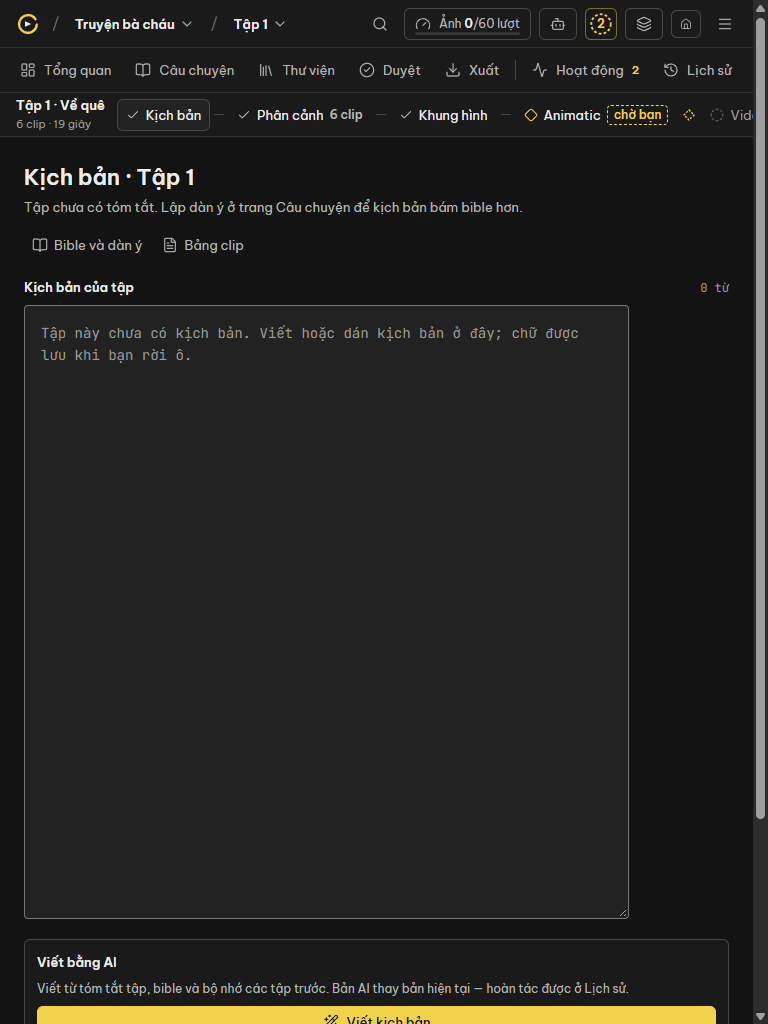 / Truyện bà cháu / Tập 1 Ảnh 0/60 lượt 2
Tổng quan Câu chuyện Thư viện Duyệt Xuất Hoạt động 2 Lịch sử
Tập 1 · Về quê
6 clip · 19 giây
Kịch bản Phân cảnh 6 clip Khung hình Animatic chờ bạn
Kịch bản · Tập 1
Tập chưa có tóm tắt. Lập dàn ý ở trang Câu chuyện để kịch bản bám bible hơn.
Bible và dàn ý Bảng clip
Kịch bản của tập 0 từ
Tập này chưa có kịch bản. Viết hoặc dán kịch bản ở đây; chữ được
lưu khi bạn rời ô.
Viết bằng AI
Viết từ tóm tắt tập, bible và bộ nhớ các tập trước. Bản AI thay bản hiện tại — hoàn tác được ở Lịch sử.
Viết kịch bản